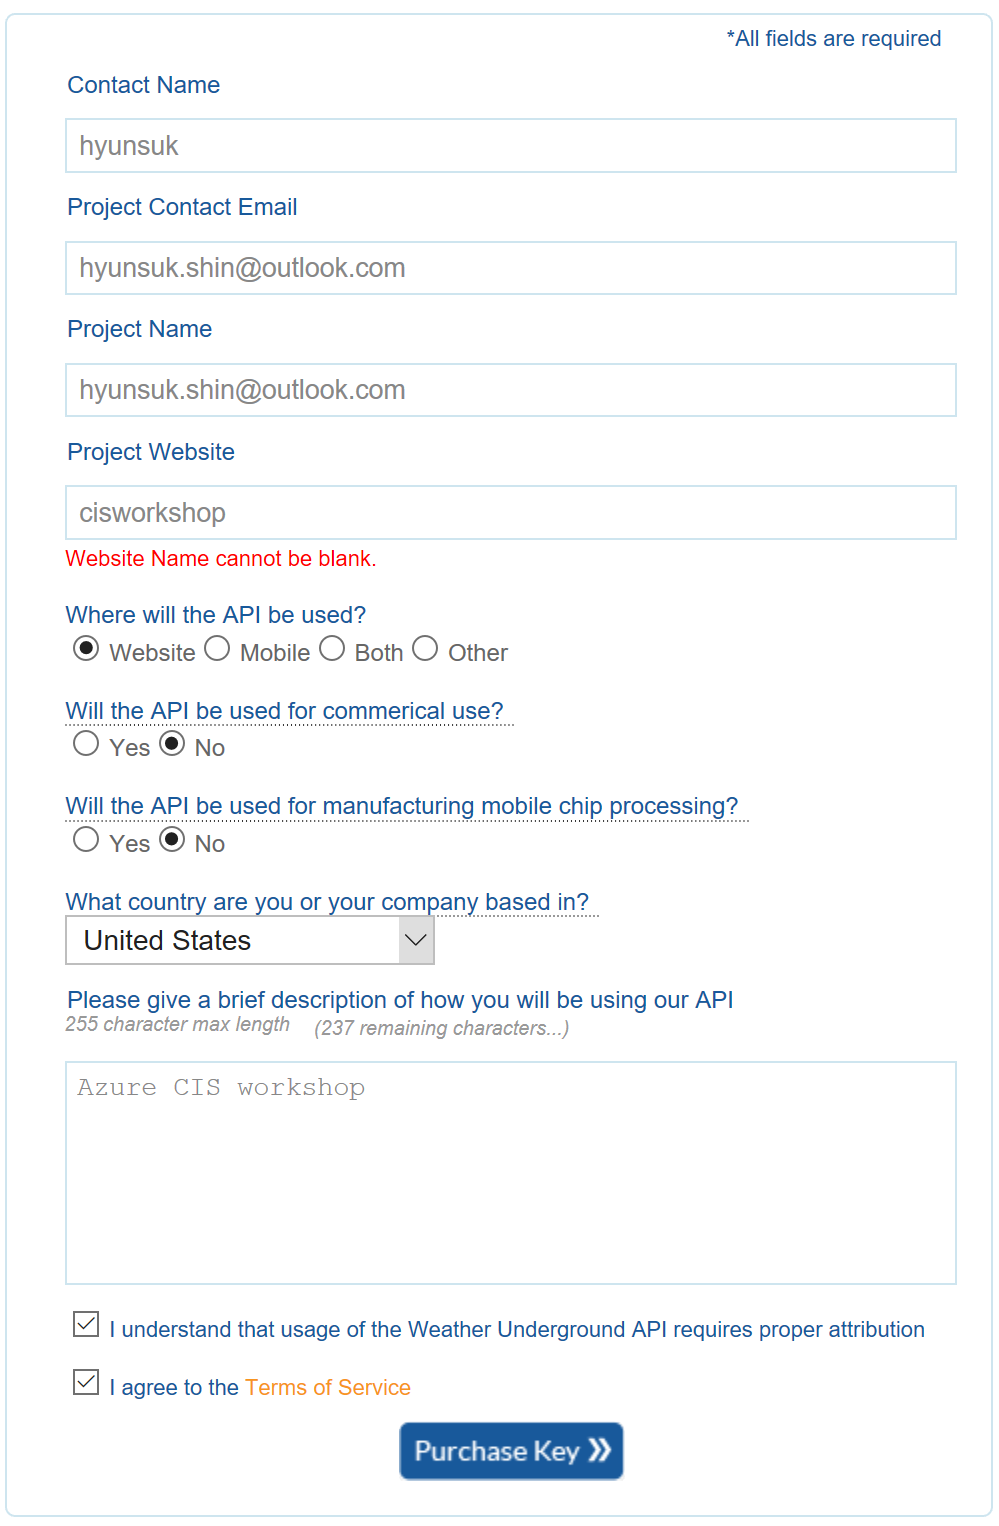 *All fields are required
Contact Name
hyunsuk
Project Contact Email
hyunsuk.shin@outlook.com
Project Name
hyunsuk.shin@outlook.com
Project Website
cisworkshop
Website Name cannot be blank.
Where will the API be used?
Website Mobile Both Other
Will the API be used for commerical use?
Yes No
Will the API be used for manufacturing mobile chip processing?
Yes No
What country are you or your company based in?
United States
Please give a brief description of how you will be using our API
255 character max length (237 remaining characters...)
Azure CIS workshop
I understand that usage of the Weather Underground API requires proper attribution
I agree to the Terms of Service
Purchase Key »